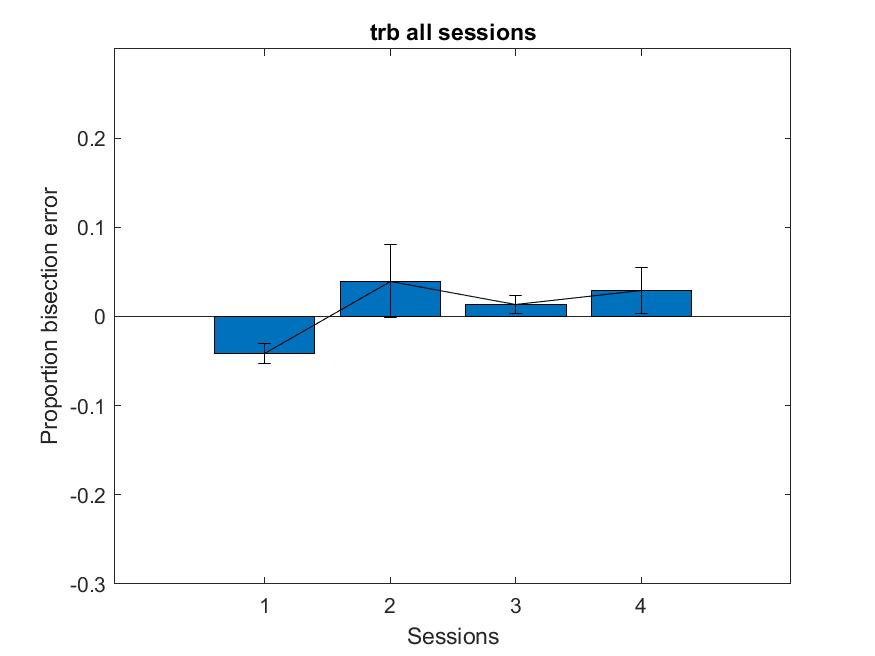 trb all sessions
Proportion bisection error
0.2
0.1
0
-0.1
-0.2
-0.3
1 2 3 4
Sessions